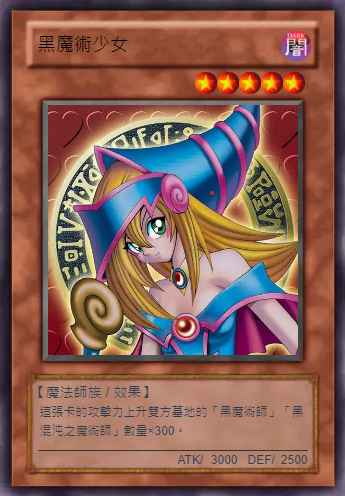 黑魔術少女
DARK
闇
【魔法師族 / 效果】
這張卡的攻擊力上升雙方墓地的「黑魔術師」「黑
混沌之魔術師」數量×300。
ATK/ 3000 DEF/ 2500